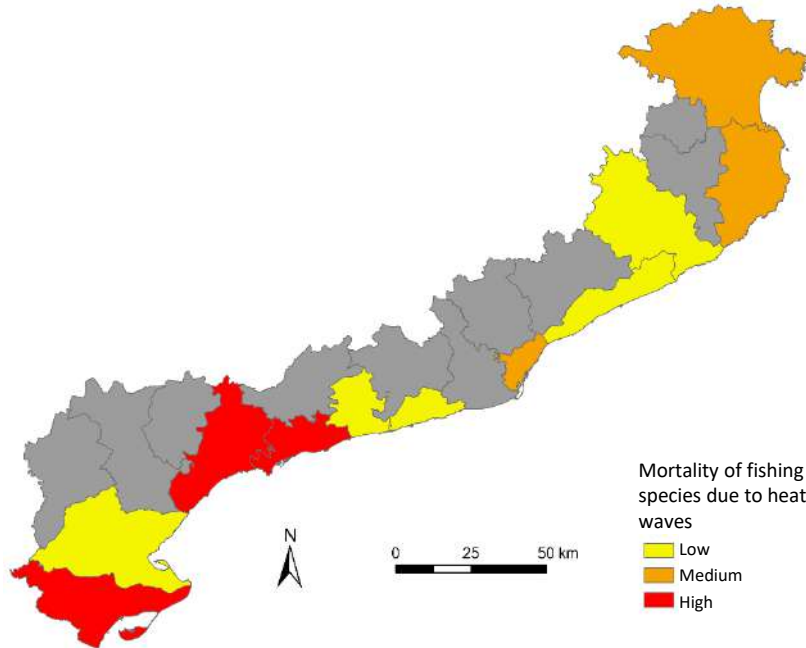 Mortality of fishing
species due to heat
waves
Low
Medium
High
N
0 25 50 km